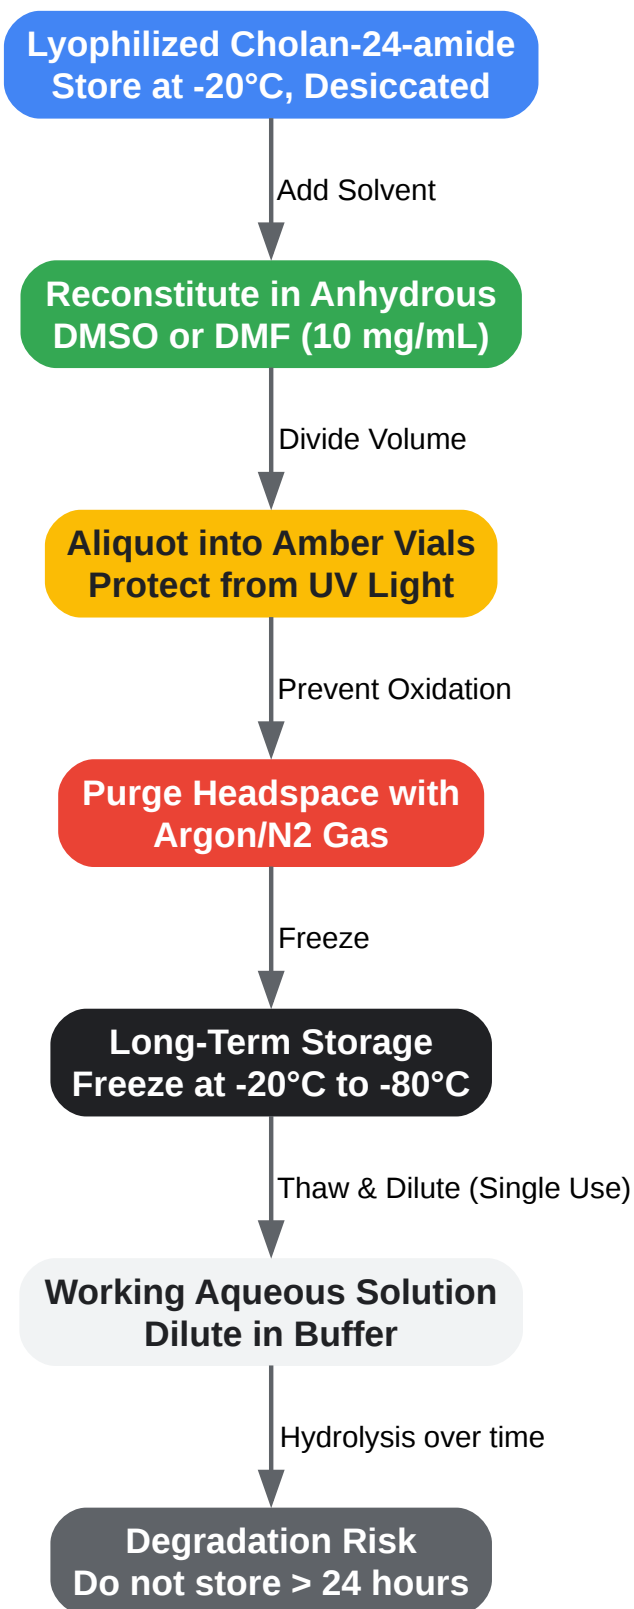 Lyophilized Cholan-24-amide
Store at -20°C, Desiccated
Add Solvent
Reconstitute in Anhydrous
DMSO or DMF (10 mg/mL)
Divide Volume
Aliquot into Amber Vials
Protect from UV Light
Prevent Oxidation
Purge Headspace with
Argon/N2 Gas
Freeze
Long-Term Storage
Freeze at -20°C to -80°C
Thaw & Dilute (Single Use)
Working Aqueous Solution
Dilute in Buffer
Hydrolysis over time
Degradation Risk
Do not store > 24 hours